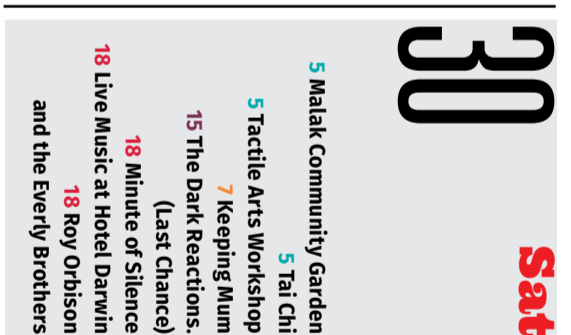 30 sat
5 Malak Community Garden
5 Tai Chi
5 Tactile Arts Workshop
7 Keeping Mum
15 The Dark Reactions.
(Last Chance)
18 Minute of Silence
18 Live Music at Hotel Darwin
18 Roy Orbison
and the Everly Brothers